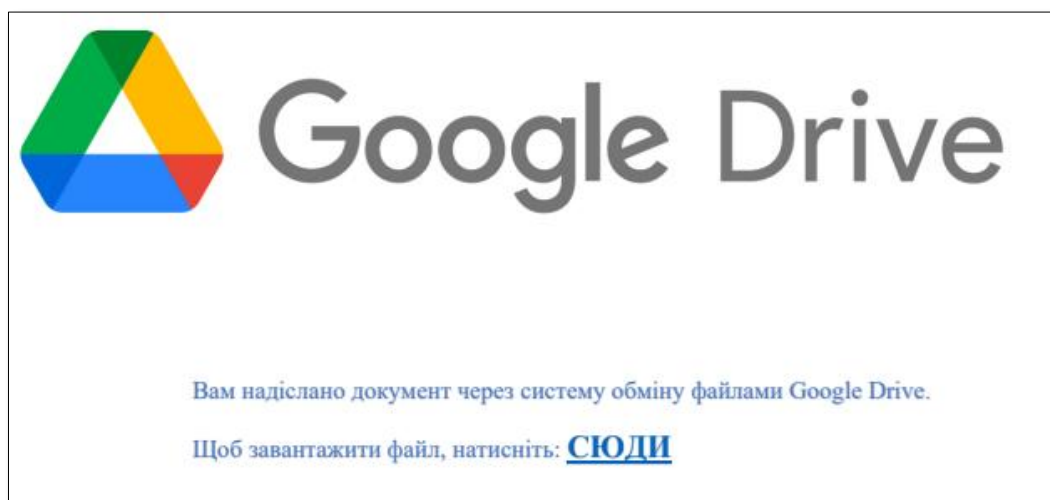 Google Drive
Вам надіслано документ через систему обміну файлами Google Drive.
Щоб завантажити файл, натисніть: СЮДИ